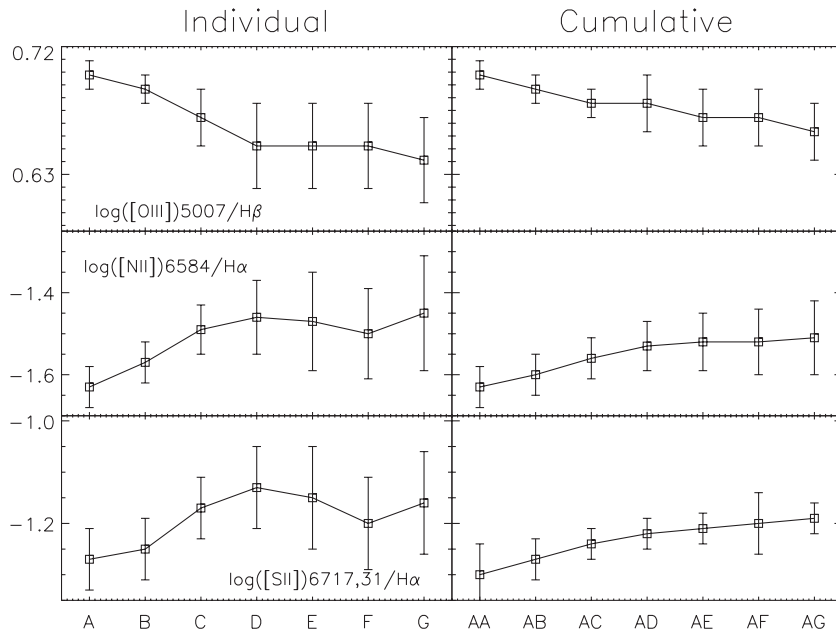 Individual Cumulative
0.72
0.63
log([OIII])5007/Hβ
log([NII])6584/Hα
−1.4
−1.6
−1.0
−1.2
log([SII])6717,31/Hα
A B C D E F G AA AB AC AD AE AF AG